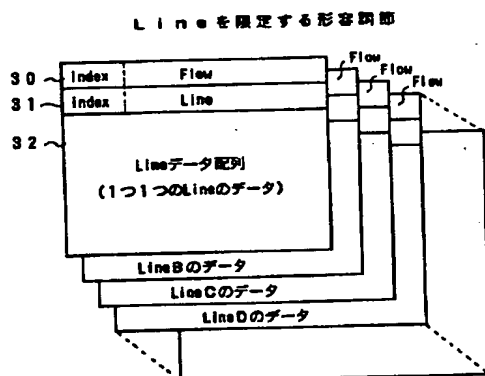 Lineを限定する形容詞節
Flow
Flow
Flow
30 Index Flow
31 Index Line
32
Lineデータ配列
(1つ1つのLineのデータ)
LineBのデータ
LineCのデータ
LineDのデータ